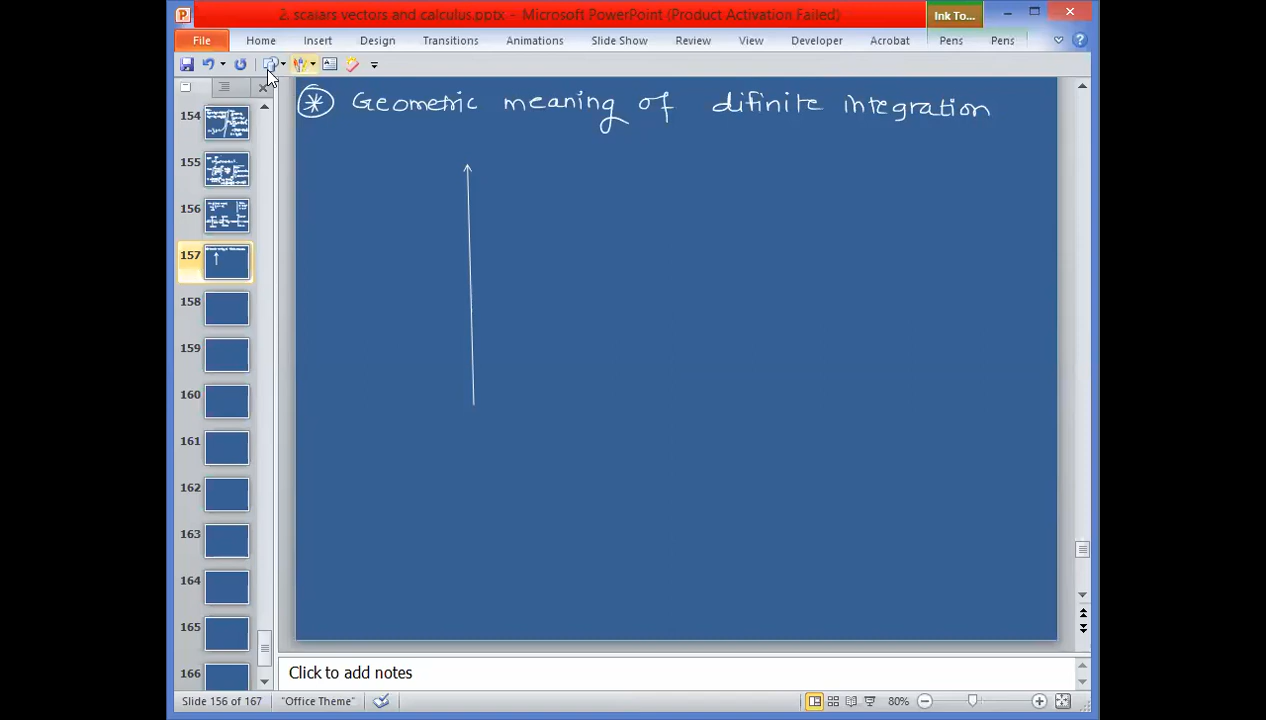 2. scalars vectors and calculus.pptx - Microsoft PowerPoint (Product Activation Failed)
Ink To...
File Home Insert Design Transitions Animations Slide Show Review View Developer Acrobat Pens Pens
Geometric meaning of difinite integration
154
155
156
157
158
159
160
161
162
163
164
165
166
Click to add notes
Slide 156 of 167 "Office Theme" 80%